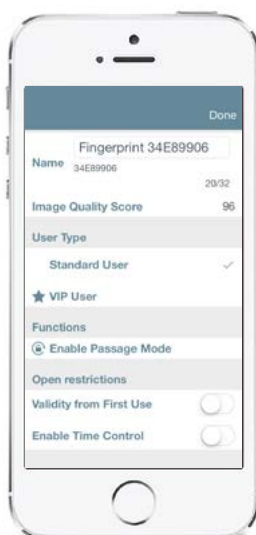 Done
Fingerprint 34E89906
Name
34E89906
20/32
Image Quality Score 96
User Type
Standard User
VIP User
Functions
Enable Passage Mode
Open restrictions
Validity from First Use
Enable Time Control